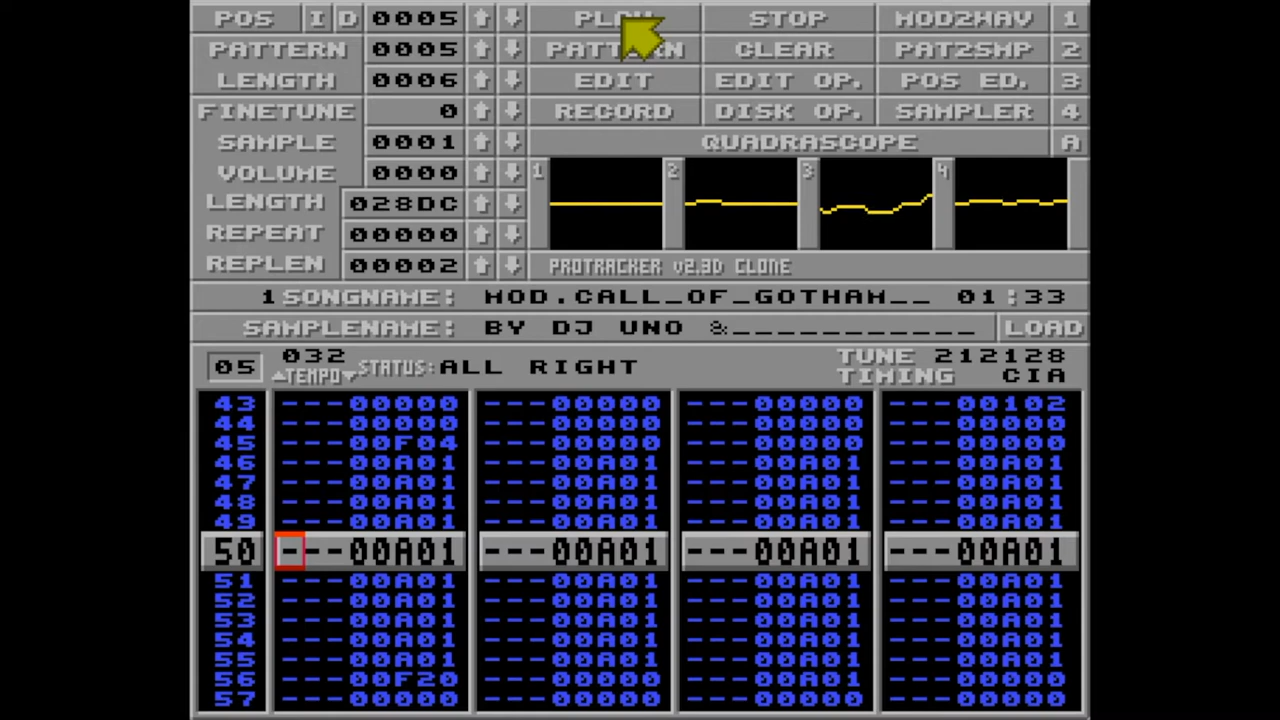 POS I D 0005 PLAY STOP MOD2WAV 1
PATTERN 0005 PATTERN CLEAR PAT2SMP 2
LENGTH 0006 EDIT EDIT OP. POS ED. 3
FINETUNE 0 RECORD DISK OP. SAMPLER 4
SAMPLE 0001 QUADRASCOPE A
VOLUME 0000 1 2 3 4
LENGTH 028DC
REPEAT 00000
REPLEN 00002 PROTRACKER V2.3D CLONE
1 SONGNAME: MOD.CALL_OF_GOTHAM__ 01:33
SAMPLENAME: BY DJ UNO &___________ LOAD
05 032 TEMPO STATUS: ALL RIGHT TUNE 212128
TIMING CIA
43 ---00000 ---00000 ---00000 ---00102
44 ---00000 ---00000 ---00000 ---00000
45 ---00F04 ---00000 ---00000 ---00000
46 ---00A01 ---00A01 ---00A01 ---00A01
47 ---00A01 ---00A01 ---00A01 ---00A01
48 ---00A01 ---00A01 ---00A01 ---00A01
49 ---00A01 ---00A01 ---00A01 ---00A01
50 ---00A01 ---00A01 ---00A01 ---00A01
51 ---00A01 ---00A01 ---00A01 ---00A01
52 ---00A01 ---00A01 ---00A01 ---00A01
53 ---00A01 ---00A01 ---00A01 ---00A01
54 ---00A01 ---00A01 ---00A01 ---00A01
55 ---00A01 ---00A01 ---00A01 ---00A01
56 ---00F20 ---00000 ---00A01 ---00000
57 ---00000 ---00000 ---00000 ---00000